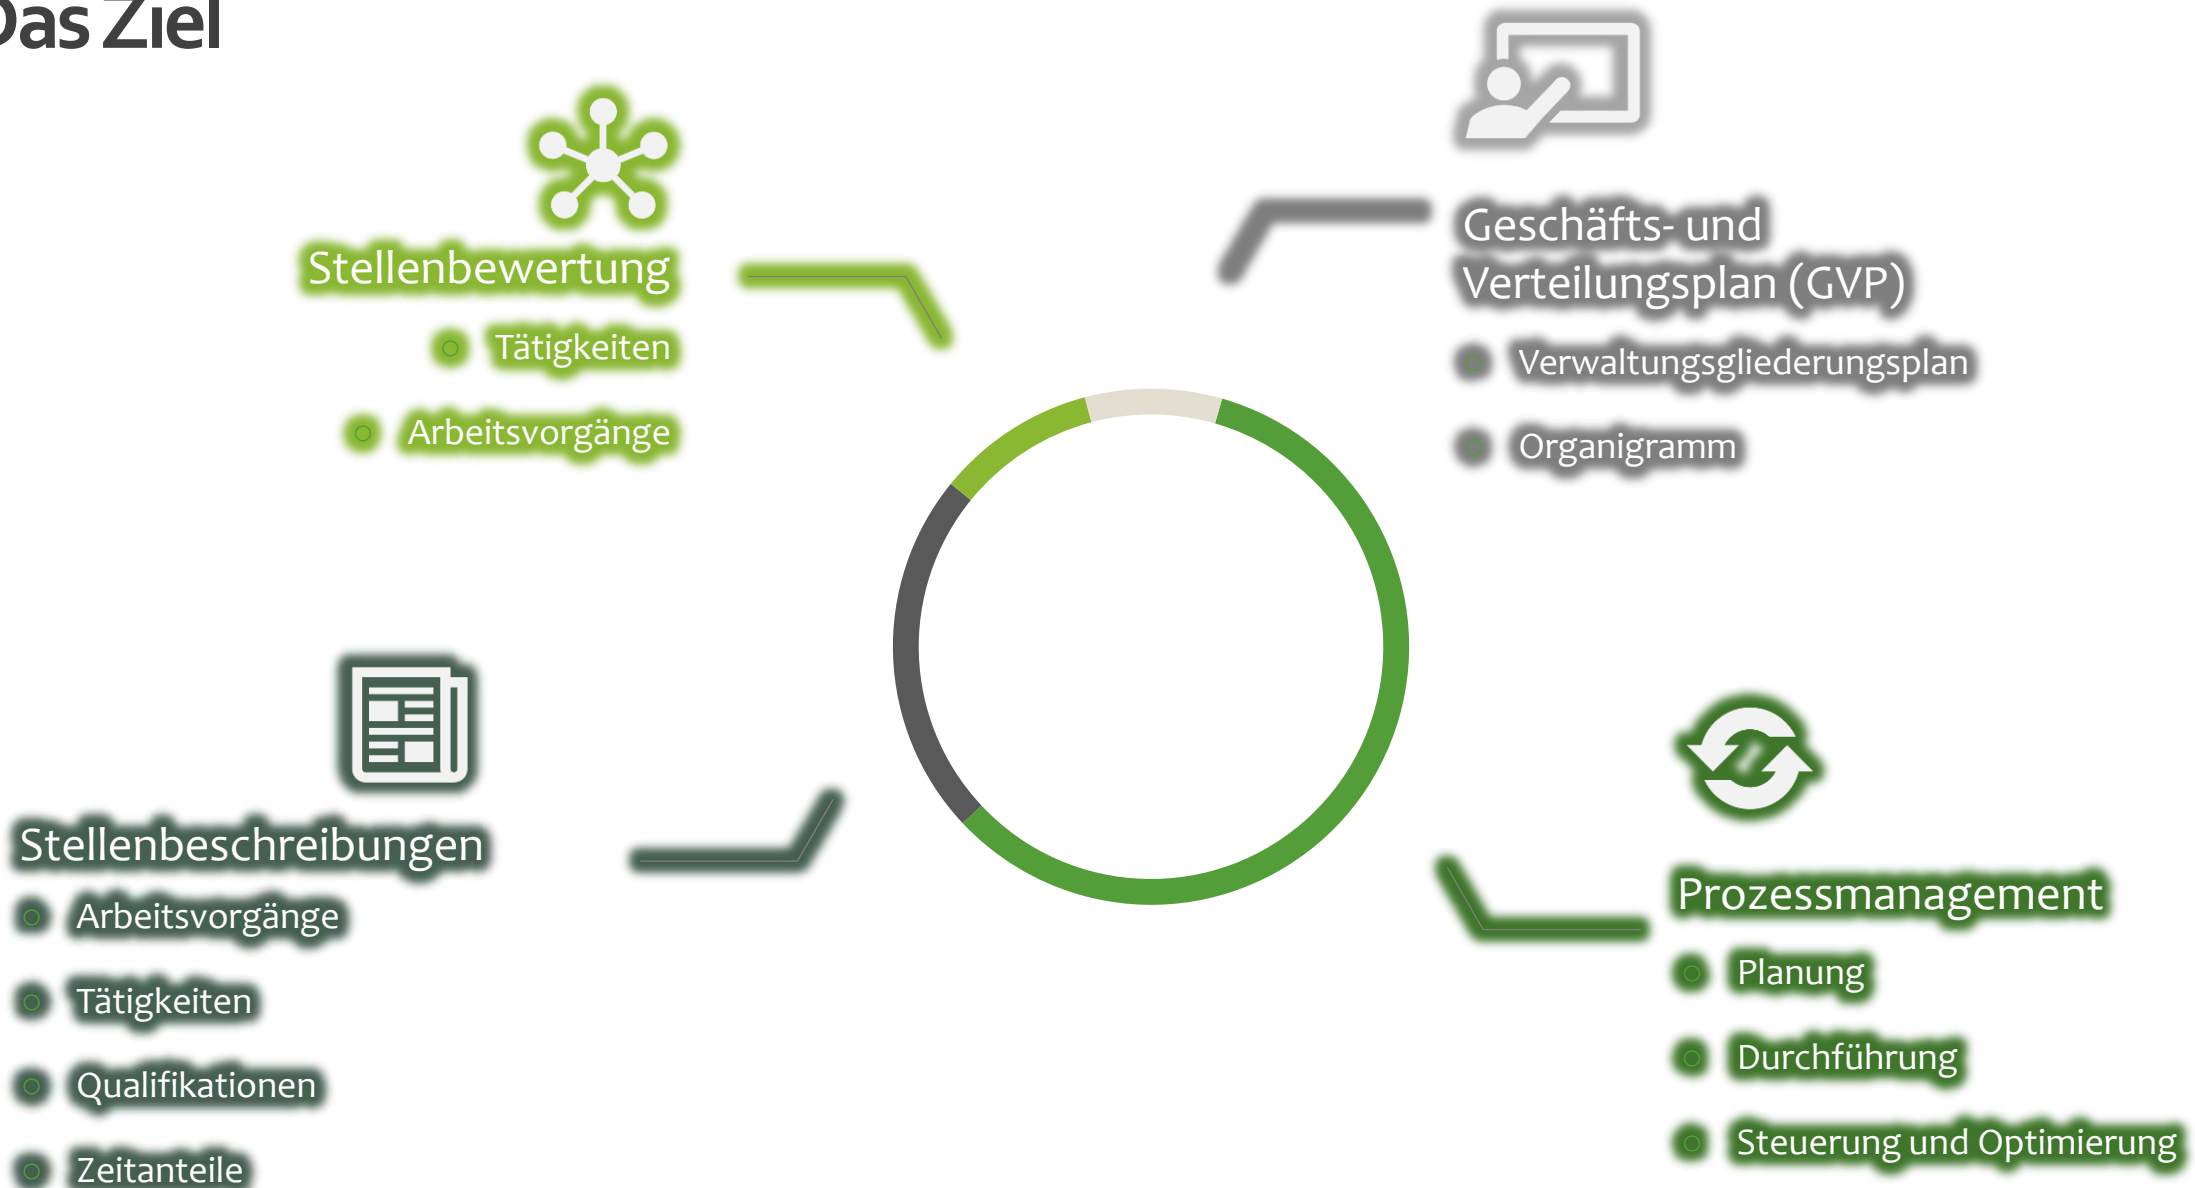 Das Ziel
Stellenbewertung
Tätigkeiten
Arbeitsvorgänge
Geschäfts- und
Verteilungsplan (GVP)
Verwaltungsgliederungsplan
Organigramm
Stellenbeschreibungen
Arbeitsvorgänge
Tätigkeiten
Qualifikationen
Zeitanteile
Prozessmanagement
Planung
Durchführung
Steuerung und Optimierung